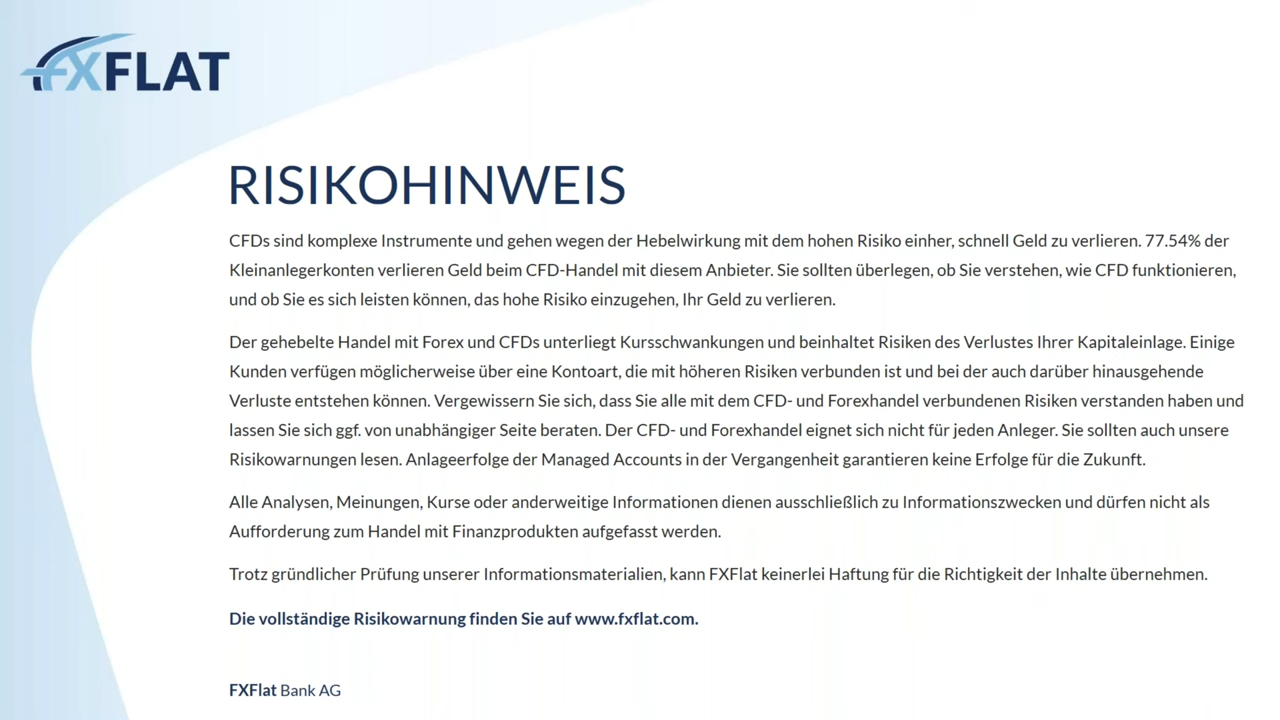 FXFLAT
RISIKOHINWEIS
CFDs sind komplexe Instrumente und gehen wegen der Hebelwirkung mit dem hohen Risiko einher, schnell Geld zu verlieren. 77.54% der
Kleinanlegerkonten verlieren Geld beim CFD-Handel mit diesem Anbieter. Sie sollten überlegen, ob Sie verstehen, wie CFD funktionieren,
und ob Sie es sich leisten können, das hohe Risiko einzugehen, Ihr Geld zu verlieren.
Der gehebelte Handel mit Forex und CFDs unterliegt Kursschwankungen und beinhaltet Risiken des Verlustes Ihrer Kapitaleinlage. Einige
Kunden verfügen möglicherweise über eine Kontoart, die mit höheren Risiken verbunden ist und bei der auch darüber hinausgehende
Verluste entstehen können. Vergewissern Sie sich, dass Sie alle mit dem CFD- und Forexhandel verbundenen Risiken verstanden haben und
lassen Sie sich ggf. von unabhängiger Seite beraten. Der CFD- und Forexhandel eignet sich nicht für jeden Anleger. Sie sollten auch unsere
Risikowarnungen lesen. Anlageerfolge der Managed Accounts in der Vergangenheit garantieren keine Erfolge für die Zukunft.
Alle Analysen, Meinungen, Kurse oder anderweitige Informationen dienen ausschließlich zu Informationszwecken und dürfen nicht als
Aufforderung zum Handel mit Finanzprodukten aufgefasst werden.
Trotz gründlicher Prüfung unserer Informationsmaterialien, kann FXFlat keinerlei Haftung für die Richtigkeit der Inhalte übernehmen.
Die vollständige Risikowarnung finden Sie auf www.fxflat.com.
FXFlat Bank AG